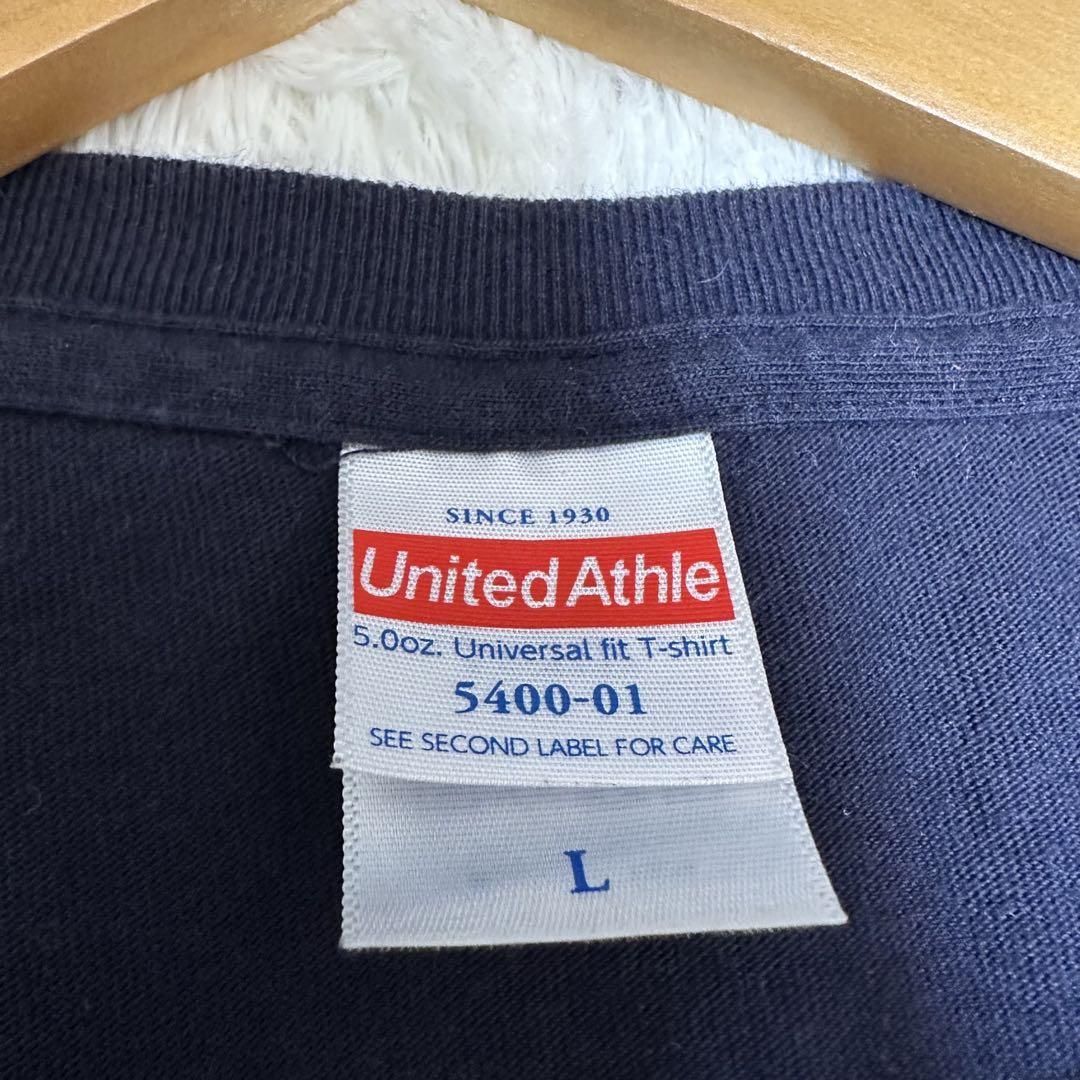 SINCE 1930
United Athle
5.0oz. Universal fit T-shirt
5400-01
SEE SECOND LABEL FOR CARE
L